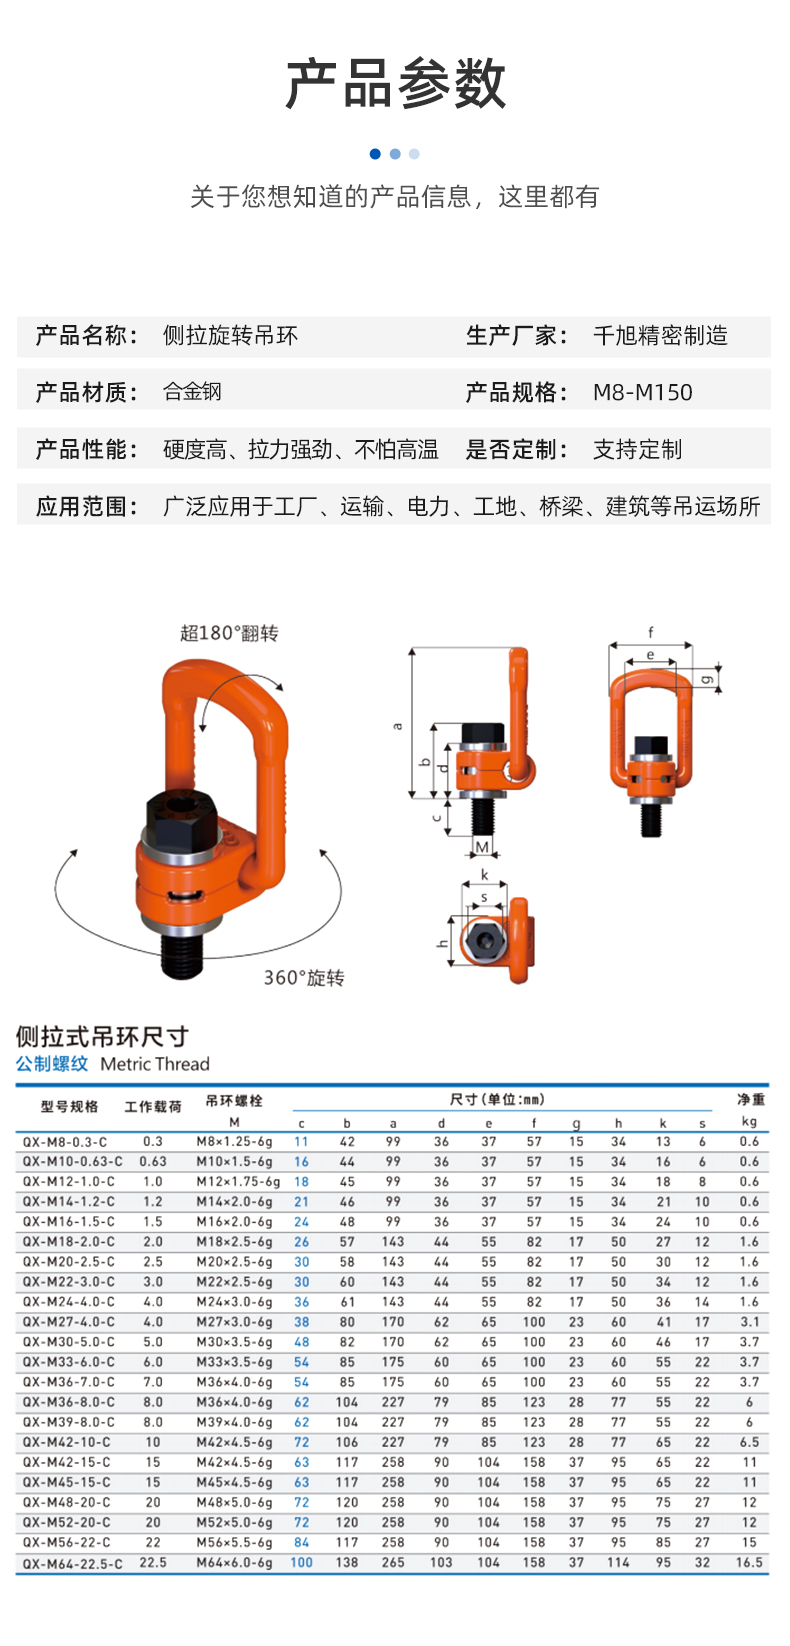 产品参数
关于您想知道的产品信息，这里都有
产品名称： 侧拉旋转吊环 生产厂家： 千旭精密制造
产品材质： 合金钢 产品规格： M8-M150
产品性能： 硬度高、拉力强劲、不怕高温 是否定制： 支持定制
应用范围： 广泛应用于工厂、运输、电力、工地、桥梁、建筑等吊运场所
超180°翻转
f
e
g
a
b
d
c
M
k
s
h
360°旋转
侧拉式吊环尺寸
公制螺纹 Metric Thread
型号规格 工作载荷 吊环螺栓 尺寸(单位:mm) 净重
M c b a d e f g h k s kg
QX-M8-0.3-C 0.3 M8×1.25-6g 11 42 99 36 37 57 15 34 13 6 0.6
QX-M10-0.63-C 0.63 M10×1.5-6g 16 44 99 36 37 57 15 34 16 6 0.6
QX-M12-1.0-C 1.0 M12×1.75-6g 18 45 99 36 37 57 15 34 18 8 0.6
QX-M14-1.2-C 1.2 M14×2.0-6g 21 46 99 36 37 57 15 34 21 10 0.6
QX-M16-1.5-C 1.5 M16×2.0-6g 24 48 99 36 37 57 15 34 24 10 0.6
QX-M18-2.0-C 2.0 M18×2.5-6g 26 57 143 44 55 82 17 50 27 12 1.6
QX-M20-2.5-C 2.5 M20×2.5-6g 30 58 143 44 55 82 17 50 30 12 1.6
QX-M22-3.0-C 3.0 M22×2.5-6g 30 60 143 44 55 82 17 50 34 12 1.6
QX-M24-4.0-C 4.0 M24×3.0-6g 36 61 143 44 55 82 17 50 36 14 1.6
QX-M27-4.0-C 4.0 M27×3.0-6g 38 80 170 62 65 100 23 60 41 17 3.1
QX-M30-5.0-C 5.0 M30×3.5-6g 48 82 170 62 65 100 23 60 46 17 3.7
QX-M33-6.0-C 6.0 M33×3.5-6g 54 85 175 60 65 100 23 60 55 22 3.7
QX-M36-7.0-C 7.0 M36×4.0-6g 54 85 175 60 65 100 23 60 55 22 3.7
QX-M36-8.0-C 8.0 M36×4.0-6g 62 104 227 79 85 123 28 77 55 22 6
QX-M39-8.0-C 8.0 M39×4.0-6g 62 104 227 79 85 123 28 77 55 22 6
QX-M42-10-C 10 M42×4.5-6g 72 106 227 79 85 123 28 77 65 22 6.5
QX-M42-15-C 15 M42×4.5-6g 63 117 258 90 104 158 37 95 65 22 11
QX-M45-15-C 15 M45×4.5-6g 63 117 258 90 104 158 37 95 65 22 11
QX-M48-20-C 20 M48×5.0-6g 72 120 258 90 104 158 37 95 75 27 12
QX-M52-20-C 20 M52×5.0-6g 72 120 258 90 104 158 37 95 75 27 12
QX-M56-22-C 22 M56×5.5-6g 84 117 258 90 104 158 37 95 85 27 15
QX-M64-22.5-C 22.5 M64×6.0-6g 100 138 265 103 104 158 37 114 95 32 16.5